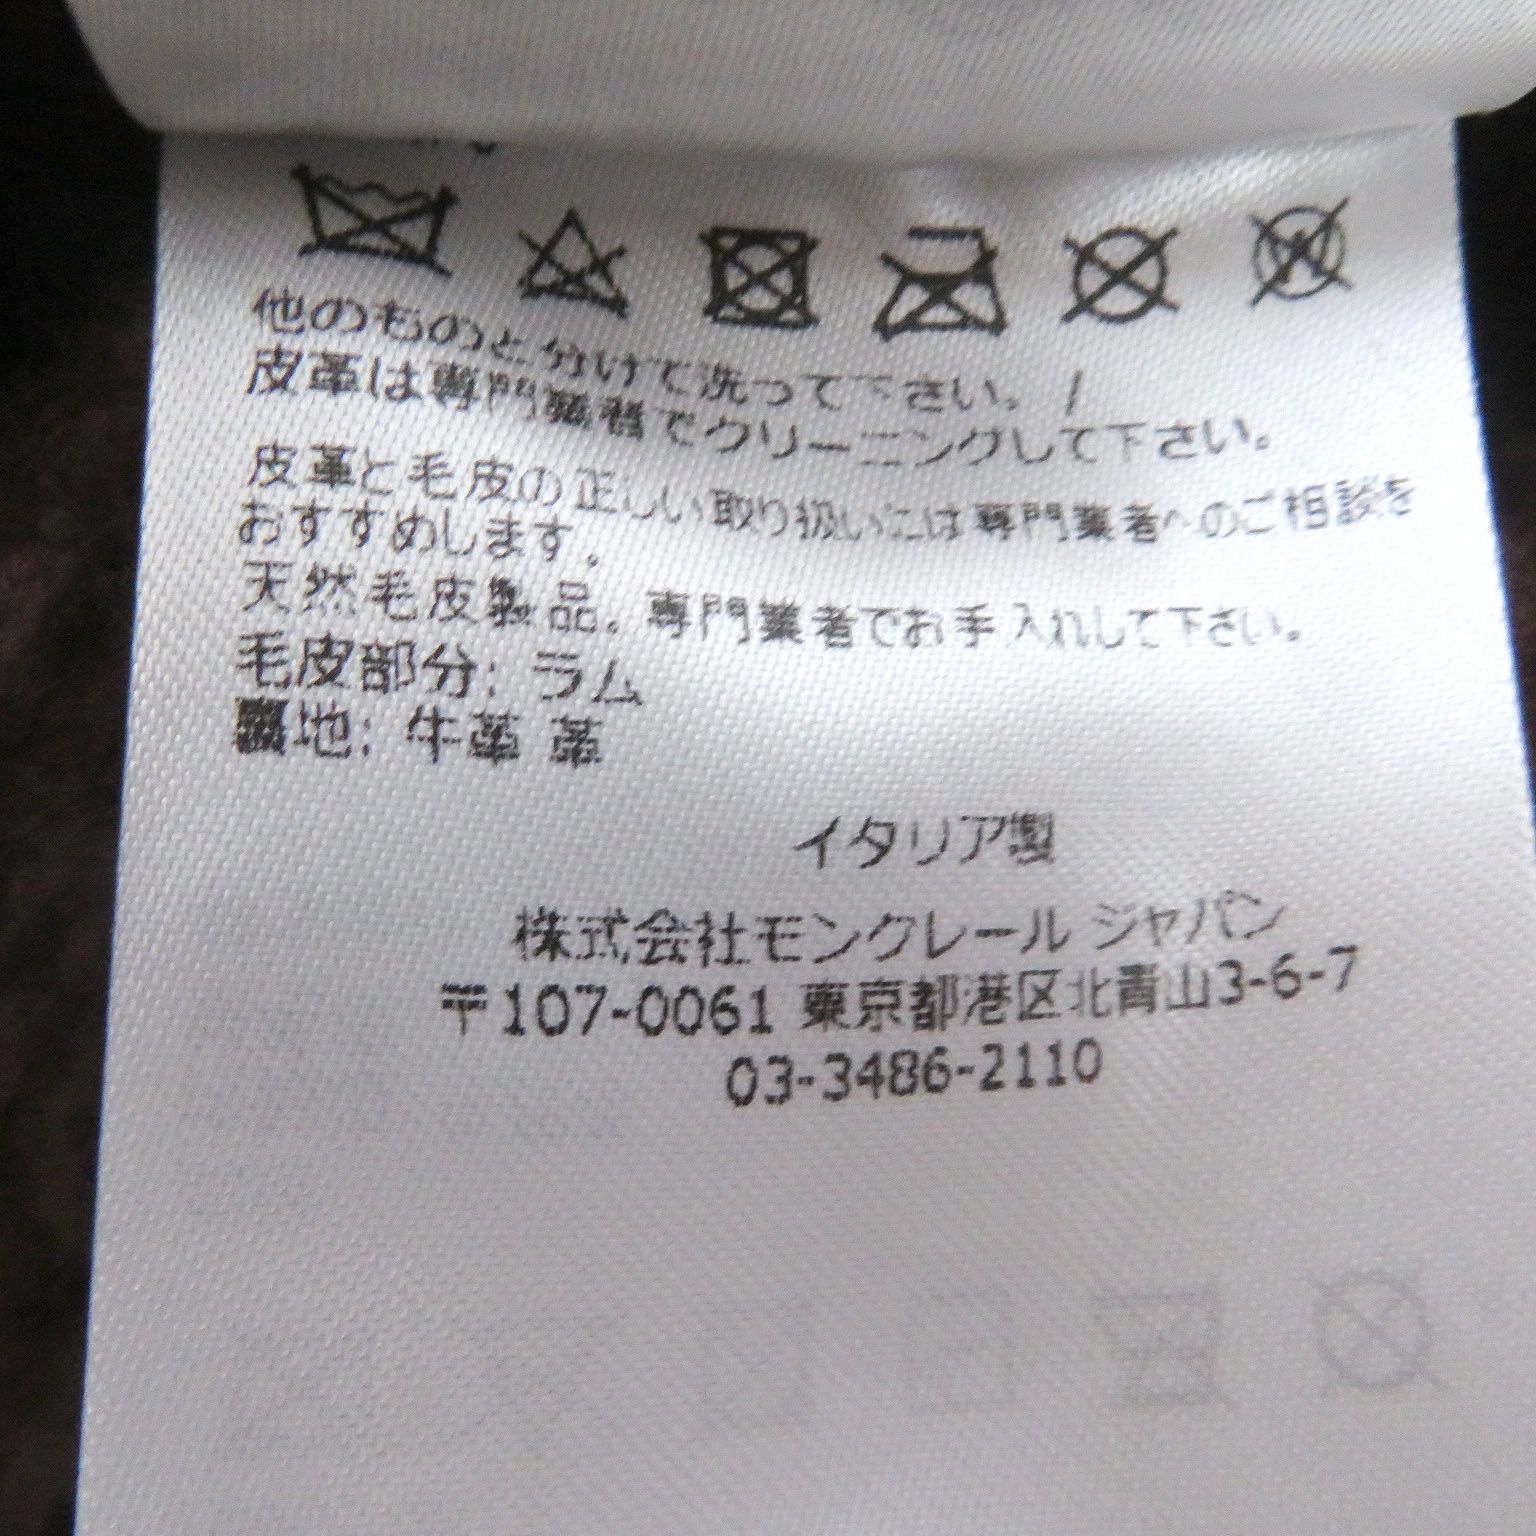 他のものと分けて洗って下さい。 /
皮革は専門業者でクリーニングして下さい。
皮革と毛皮の正しい取り扱いには専門業者へのご相談を
おすすめします。
天然毛皮製品。専門業者でお手入れして下さい。
毛皮部分: ラム
裏地: 牛革 革
イタリア製
株式会社モンクレール ジャパン
〒107-0061 東京都港区北青山3-6-7
03-3486-2110